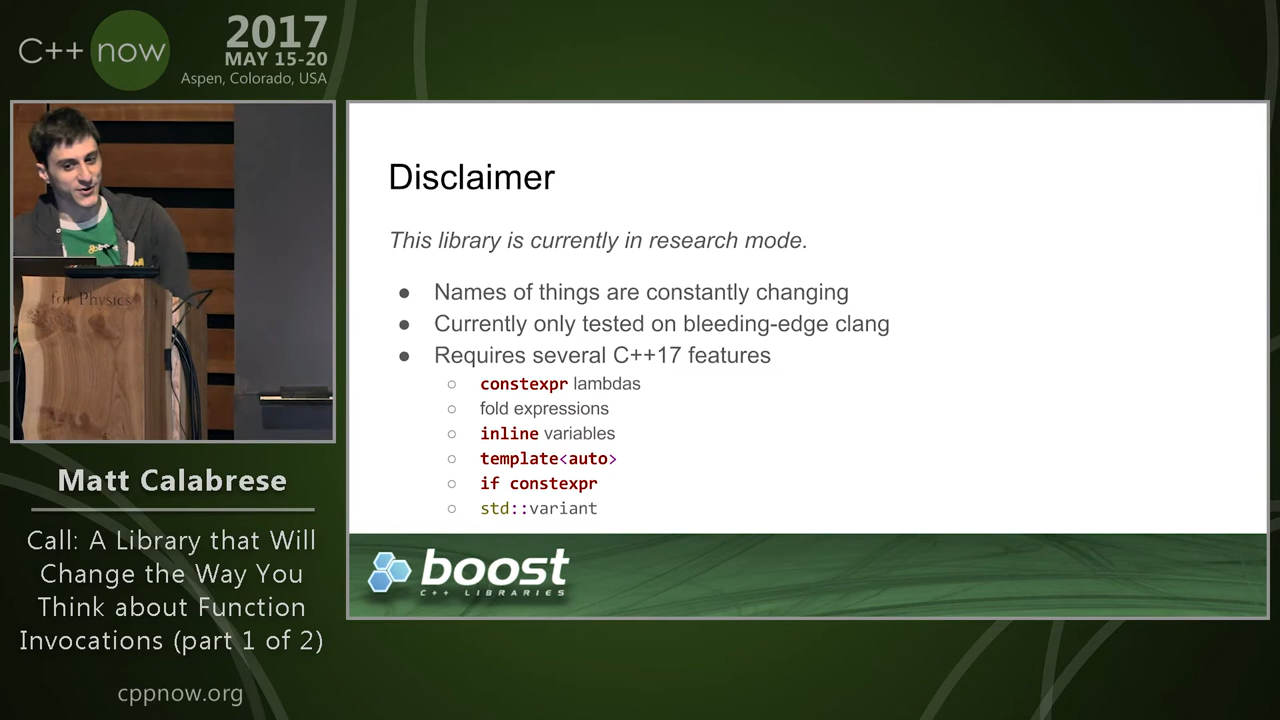 C++ now
2017
MAY 15-20
Aspen, Colorado, USA
for Physics
Matt Calabrese
Call: A Library that Will
Change the Way You
Think about Function
Invocations (part 1 of 2)
cppnow.org
Disclaimer
This library is currently in research mode.
● Names of things are constantly changing
● Currently only tested on bleeding-edge clang
● Requires several C++17 features
○ constexpr lambdas
○ fold expressions
○ inline variables
○ template<auto>
○ if constexpr
○ std::variant
boost
C++ LIBRARIES